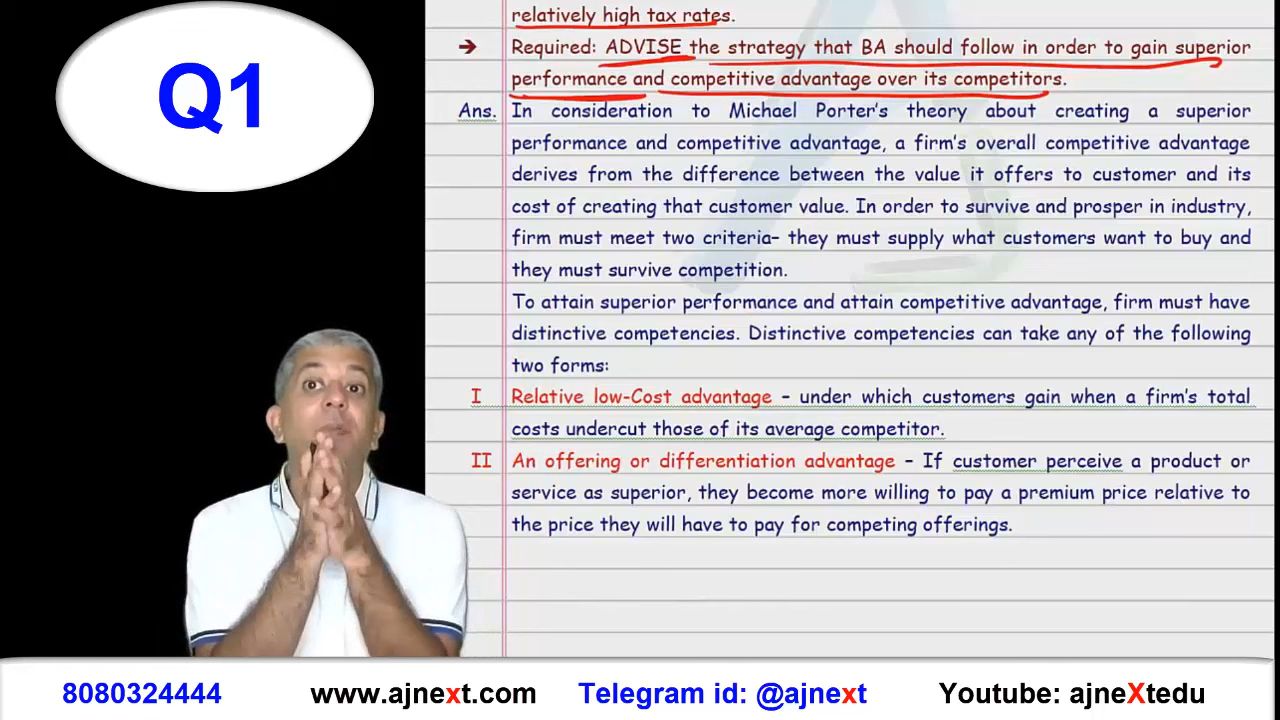 Q1
relatively high tax rates.
➔ Required: ADVISE the strategy that BA should follow in order to gain superior
performance and competitive advantage over its competitors.
Ans. In consideration to Michael Porter's theory about creating a superior
performance and competitive advantage, a firm's overall competitive advantage
derives from the difference between the value it offers to customer and its
cost of creating that customer value. In order to survive and prosper in industry,
firm must meet two criteria– they must supply what customers want to buy and
they must survive competition.
To attain superior performance and attain competitive advantage, firm must have
distinctive competencies. Distinctive competencies can take any of the following
two forms:
I Relative low-Cost advantage – under which customers gain when a firm's total
costs undercut those of its average competitor.
II An offering or differentiation advantage – If customer perceive a product or
service as superior, they become more willing to pay a premium price relative to
the price they will have to pay for competing offerings.
8080324444 www.ajnext.com Telegram id: @ajnext Youtube: ajneXtedu